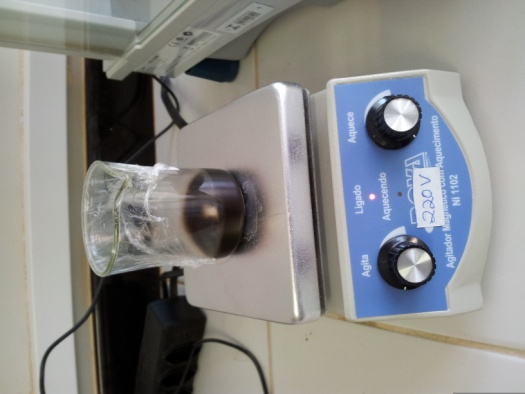 Aquece
Ligado
Aquecendo
Agita
220V
Agitador Magnético com Aquecimento
NI 1102